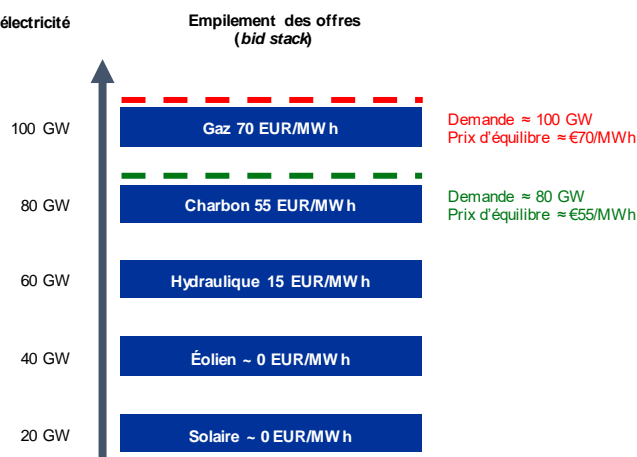 électricité
Empilement des offres
(bid stack)
100 GW
Gaz 70 EUR/MWh
Demande ≈ 100 GW
Prix d'équilibre ≈ €70/MWh
80 GW
Charbon 55 EUR/MWh
Demande ≈ 80 GW
Prix d'équilibre ≈ €55/MWh
60 GW
Hydraulique 15 EUR/MWh
40 GW
Éolien ~ 0 EUR/MWh
20 GW
Solaire ~ 0 EUR/MWh